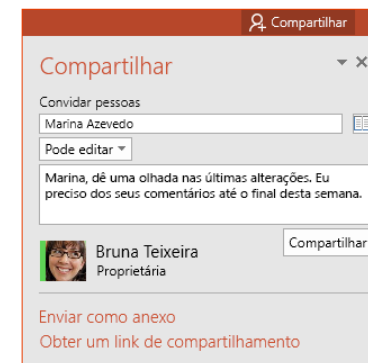 Compartilhar
Compartilhar
Convidar pessoas
Marina Azevedo
Pode editar
Marina, dê uma olhada nas últimas alterações. Eu
preciso dos seus comentários até o final desta semana.
Compartilhar
Bruna Teixeira
Proprietária
Enviar como anexo
Obter um link de compartilhamento